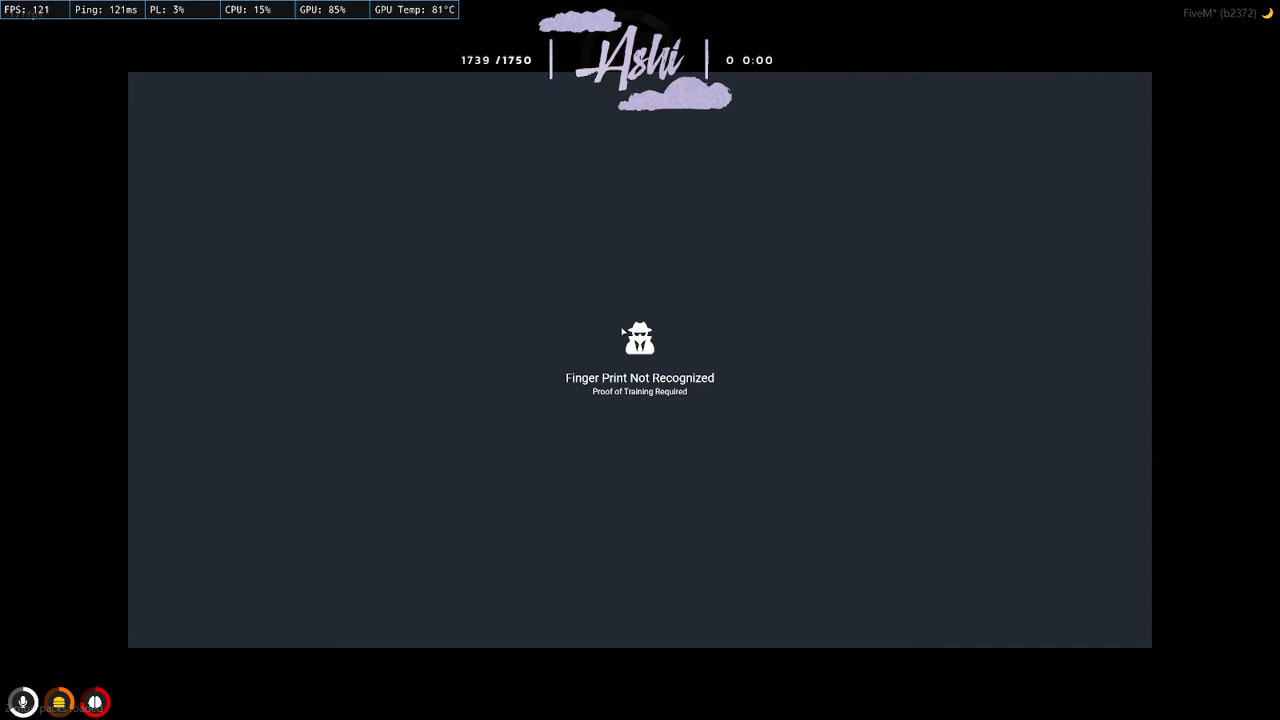 FPS: 121 Ping: 121ms PL: 3% CPU: 15% GPU: 85% GPU Temp: 81°C
FiveM* (b2372)
1739 /1750 Ashi 0 0:00
Finger Print Not Recognized
Proof of Training Required